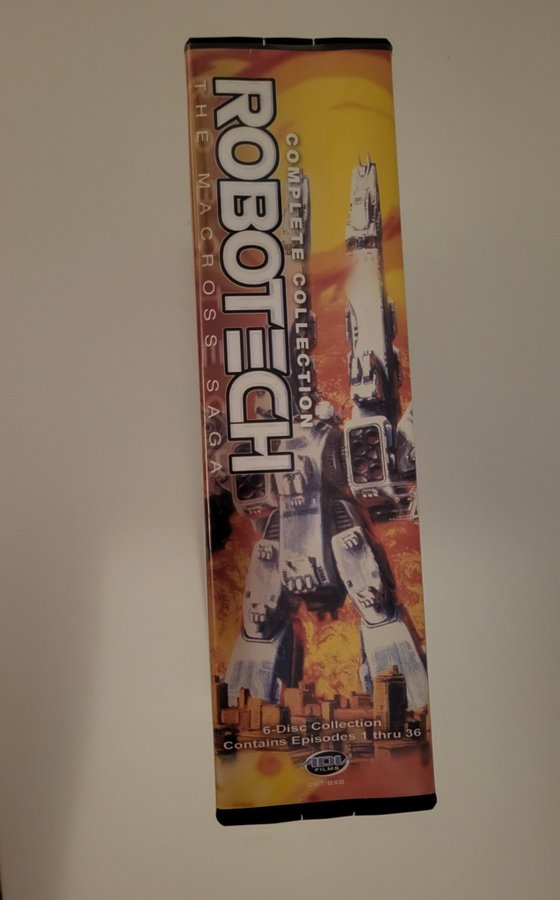 COMPLETE COLLECTION
ROBOTECH
THE MACROSS SAGA
6-Disc Collection
Contains Episodes 1 thru 36
ADV
FILMS